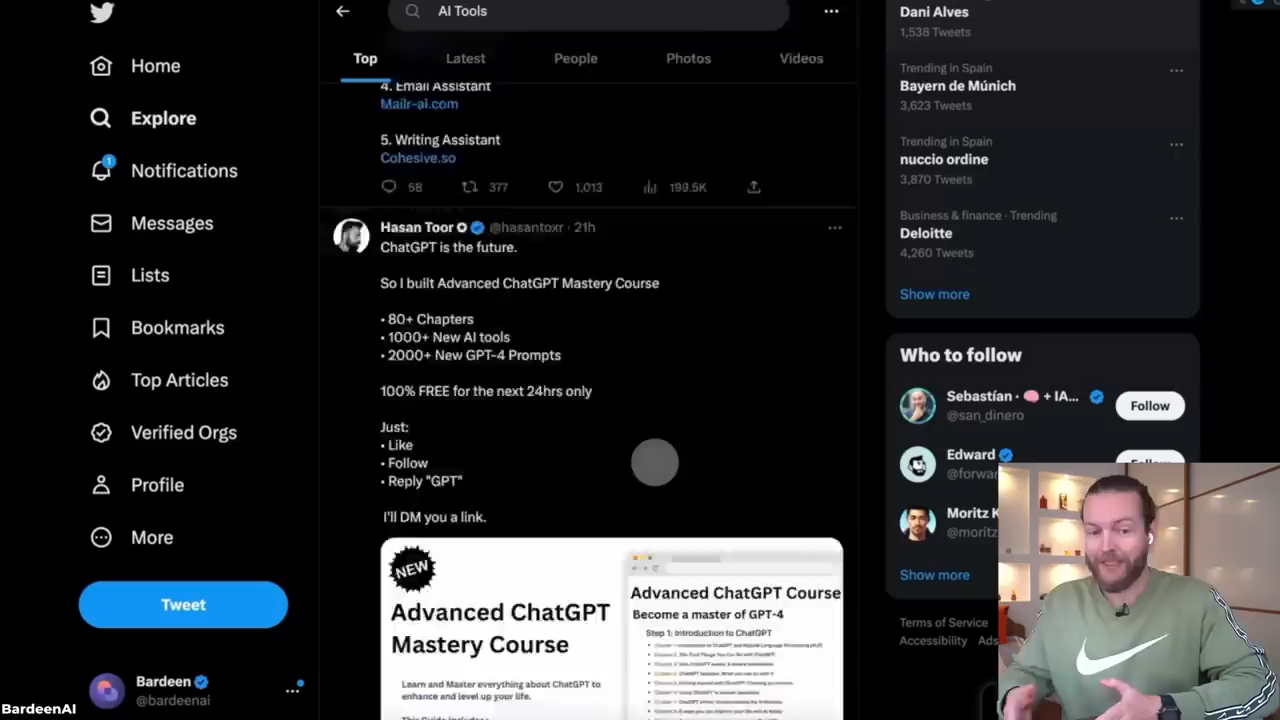 AI Tools
Home
Explore
1
Notifications
Messages
Lists
Bookmarks
Top Articles
Verified Orgs
Profile
More
Tweet
Bardeen
@bardeenai
Bardeen AI
Top
Latest
People
Photos
Videos
4. Email Assistant
Mailr-ai.com
5. Writing Assistant
Cohesive.so
58
377
1,013
199.5K
Hasan Toor @hasantoxr · 21h
ChatGPT is the future.
So I built Advanced ChatGPT Mastery Course
• 80+ Chapters
• 1000+ New AI tools
• 2000+ New GPT-4 Prompts
100% FREE for the next 24hrs only
Just:
• Like
• Follow
• Reply "GPT"
I'll DM you a link.
NEW
Advanced ChatGPT
Mastery Course
Learn and Master everything about ChatGPT to
enhance and level up your life.
Advanced ChatGPT Course
Become a master of GPT-4
Step 1: Introduction to ChatGPT
Dani Alves
1,538 Tweets
Trending in Spain
Bayern de Múnich
3,623 Tweets
Trending in Spain
nuccio ordine
3,870 Tweets
Business & finance · Trending
Deloitte
4,260 Tweets
Show more
Who to follow
Sebastián · + IA...
@san_dinero
Follow
Edward
@forwar
Follow
Moritz K
@moritz
Show more
Terms of Service
Accessibility Ads